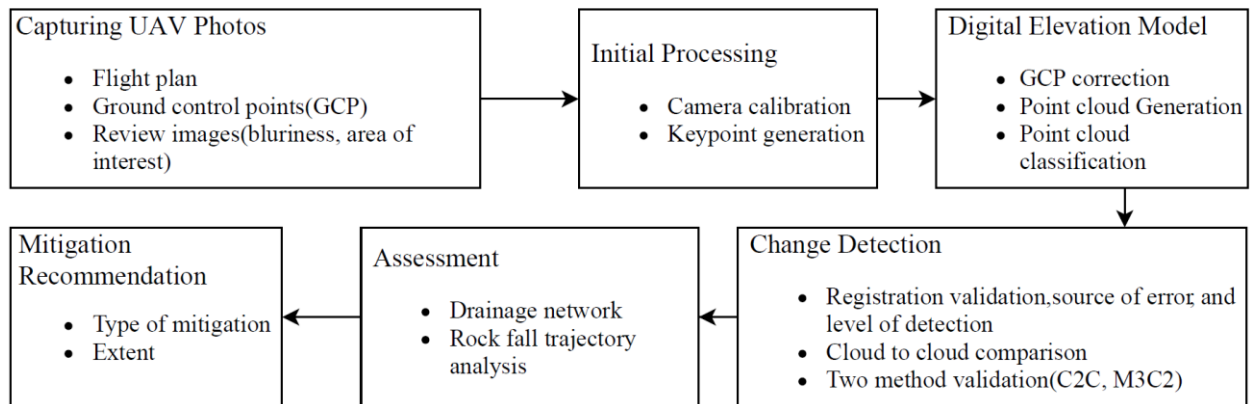 Capturing UAV Photos
• Flight plan
• Ground control points(GCP)
• Review images(bluriness, area of
interest)
Initial Processing
• Camera calibration
• Keypoint generation
Digital Elevation Model
• GCP correction
• Point cloud Generation
• Point cloud
classification
Change Detection
• Registration validation,source of error, and
level of detection
• Cloud to cloud comparison
• Two method validation(C2C, M3C2)
Assessment
• Drainage network
• Rock fall trajectory
analysis
Mitigation
Recommendation
• Type of mitigation
• Extent